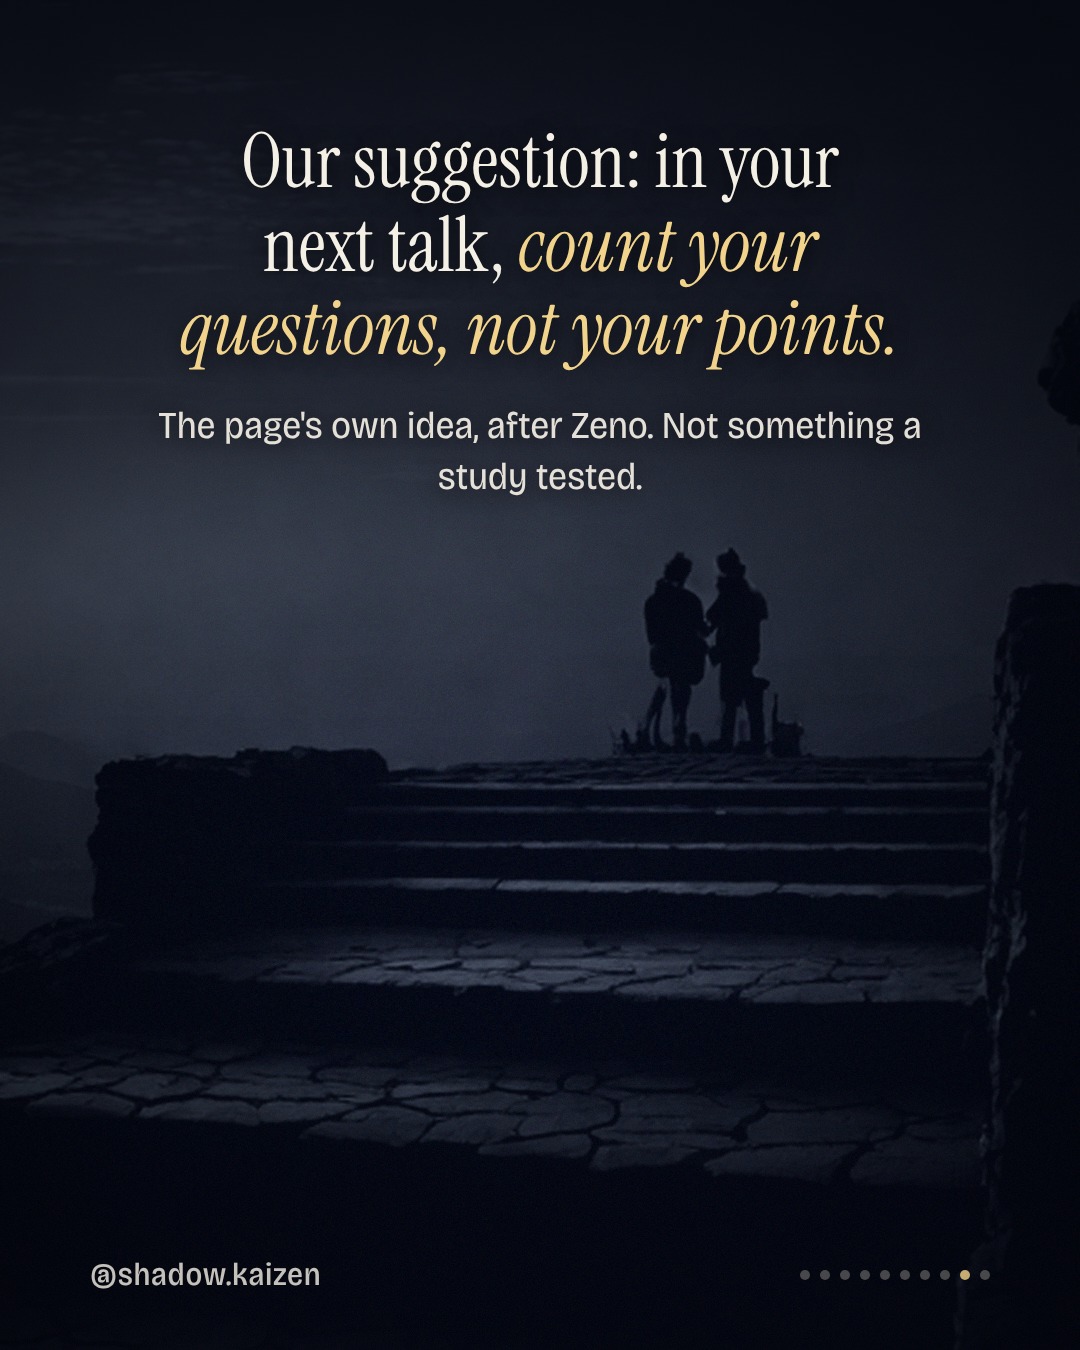 Our suggestion: in your
next talk, count your
questions, not your points.
The page's own idea, after Zeno. Not something a
study tested.
@shadow.kaizen